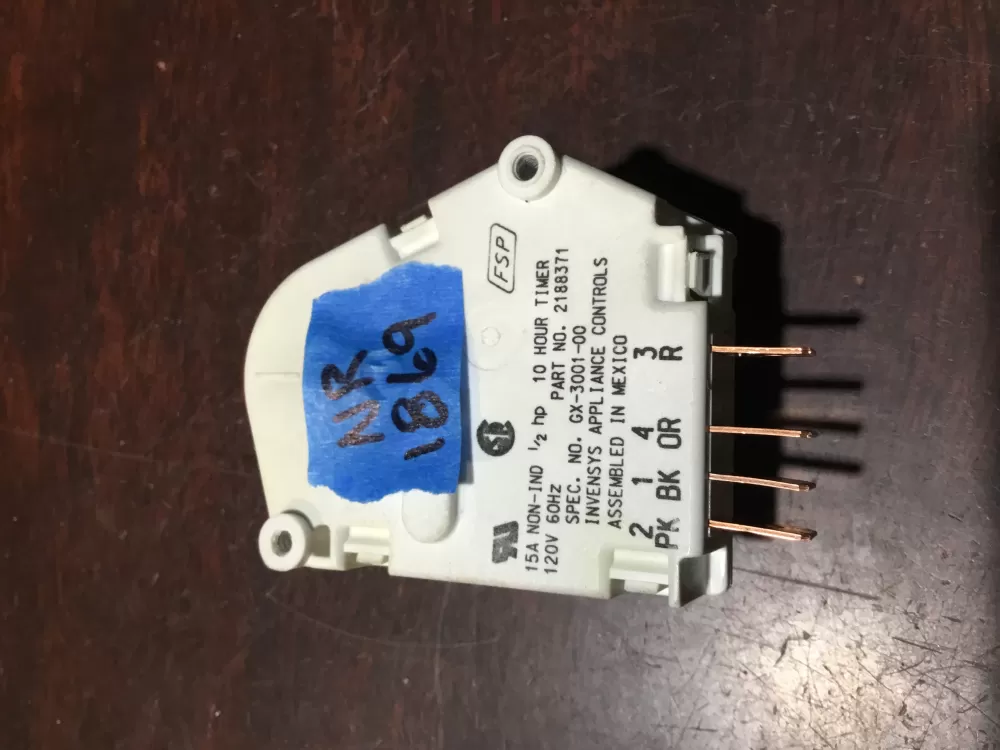 FSP
NR
1869
15A NON-IND 1/2 hp 10 HOUR TIMER
120V 60HZ PART NO. 2188371
SPEC. NO. GX-3001-00
INVENSYS APPLIANCE CONTROLS
ASSEMBLED IN MEXICO
2 1 4 3
PK BK OR R